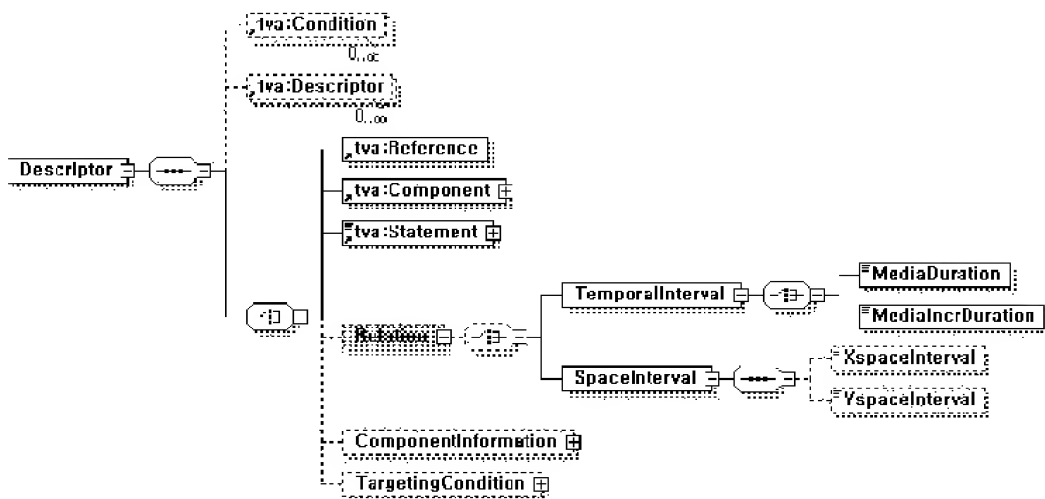 tva:Condition
0..∞
tva:Descriptor
0..∞
Descriptor
tva:Reference
tva:Component
tva:Statement
Relation
TemporalInterval
MediaDuration
MediaIncrDuration
SpaceInterval
XspaceInterval
YspaceInterval
ComponentInformation
TargetingCondition